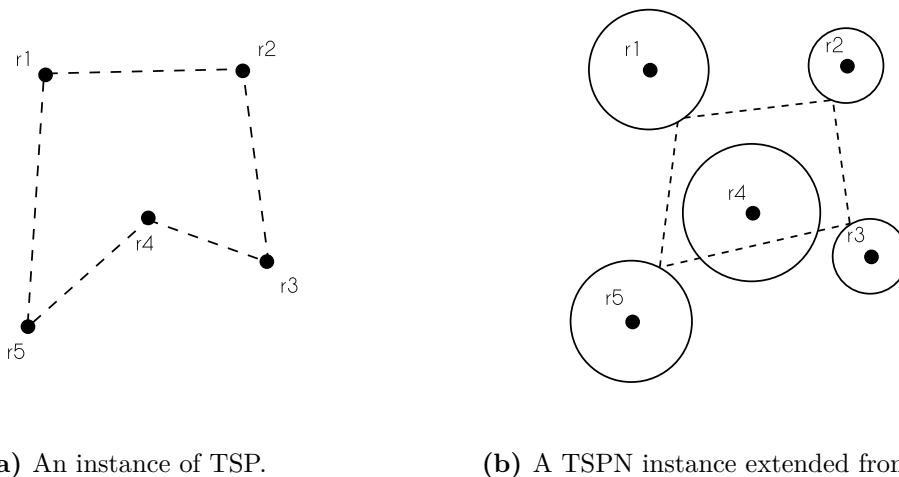 r1
r2
r4
r3
r5
r1
r2
r4
r3
r5
a) An instance of TSP.
(b) A TSPN instance extended from